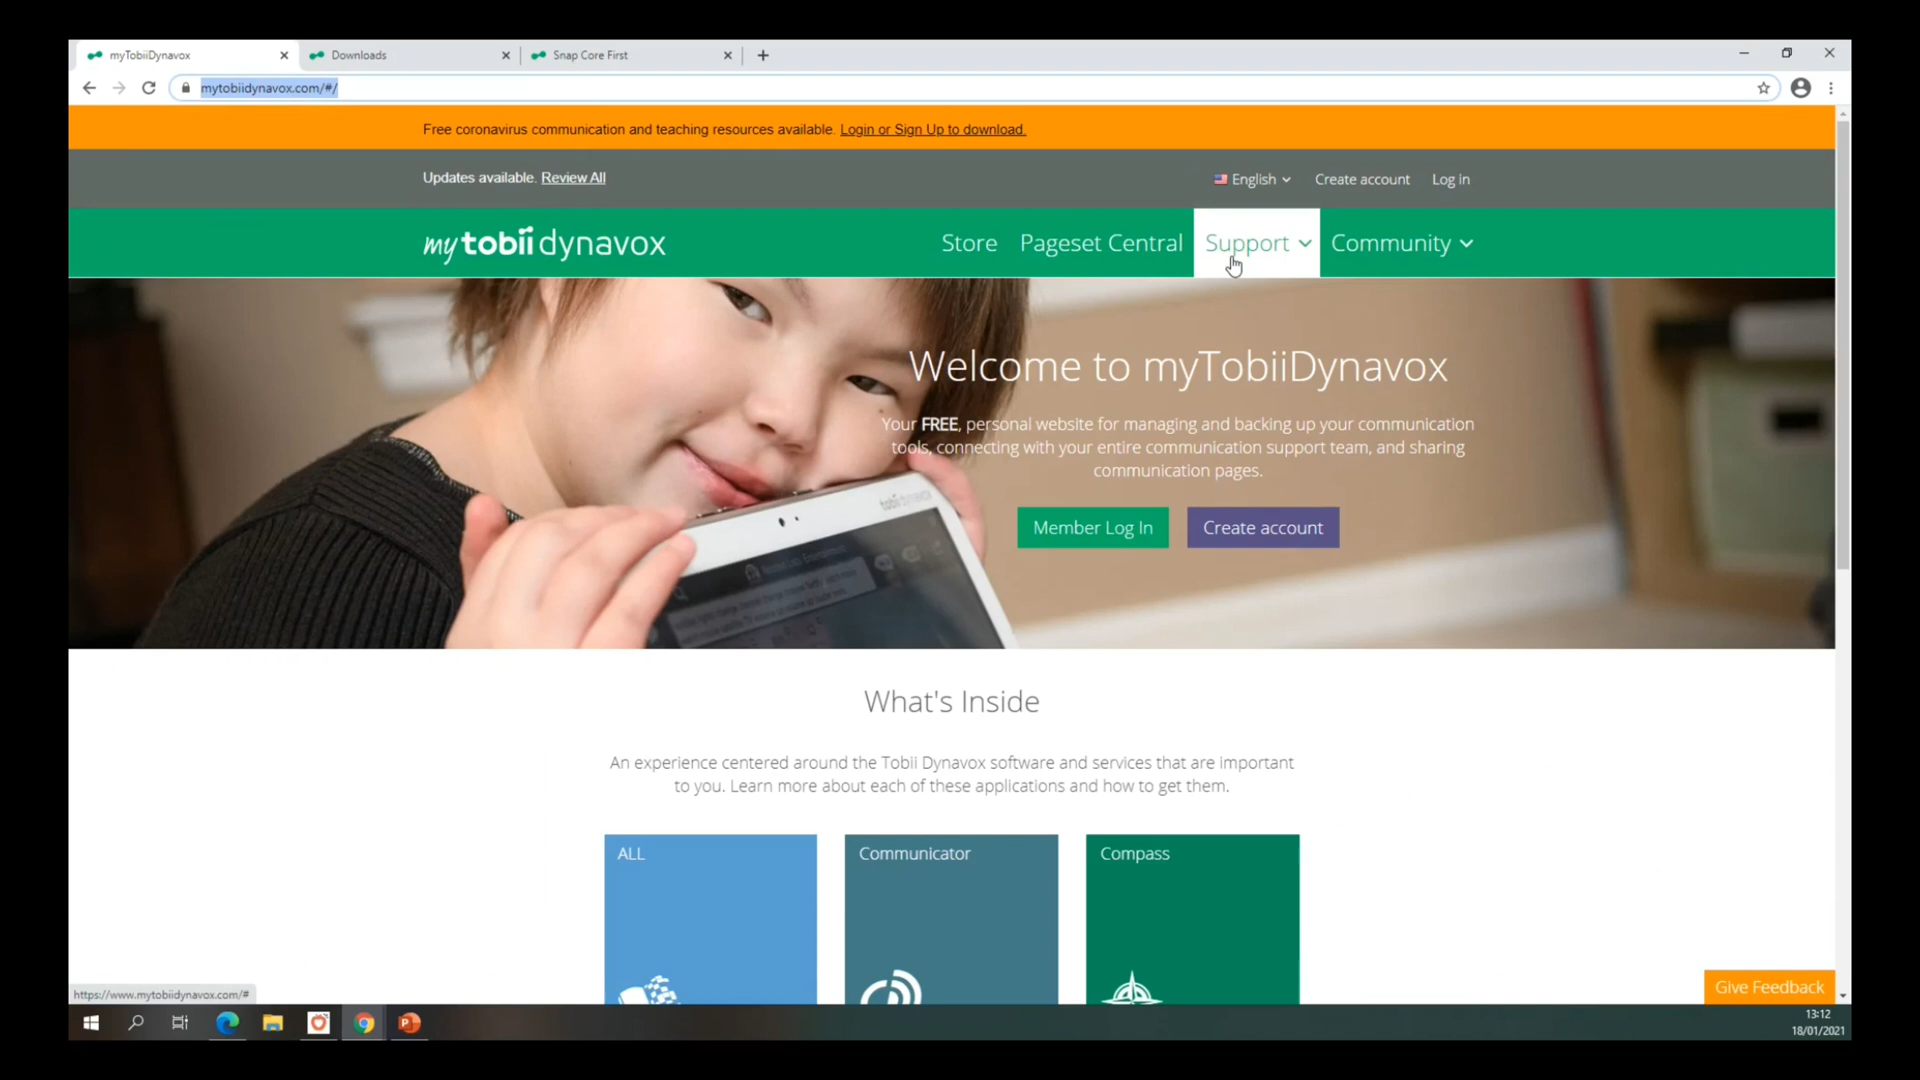 myTobiiDynavox
Downloads
Snap Core First
mytobiidynavox.com/#/
Free coronavirus communication and teaching resources available. Login or Sign Up to download.
Updates available. Review All
English
Create account
Log in
my tobii dynavox
Store
Pageset Central
Support
Community
tobii dynavox
Welcome to myTobiiDynavox
Your FREE, personal website for managing and backing up your communication
tools, connecting with your entire communication support team, and sharing
communication pages.
Member Log In
Create account
What's Inside
An experience centered around the Tobii Dynavox software and services that are important
to you. Learn more about each of these applications and how to get them.
ALL
Communicator
Compass
https://www.mytobiidynavox.com/#
Give Feedback
13:12
18/01/2021